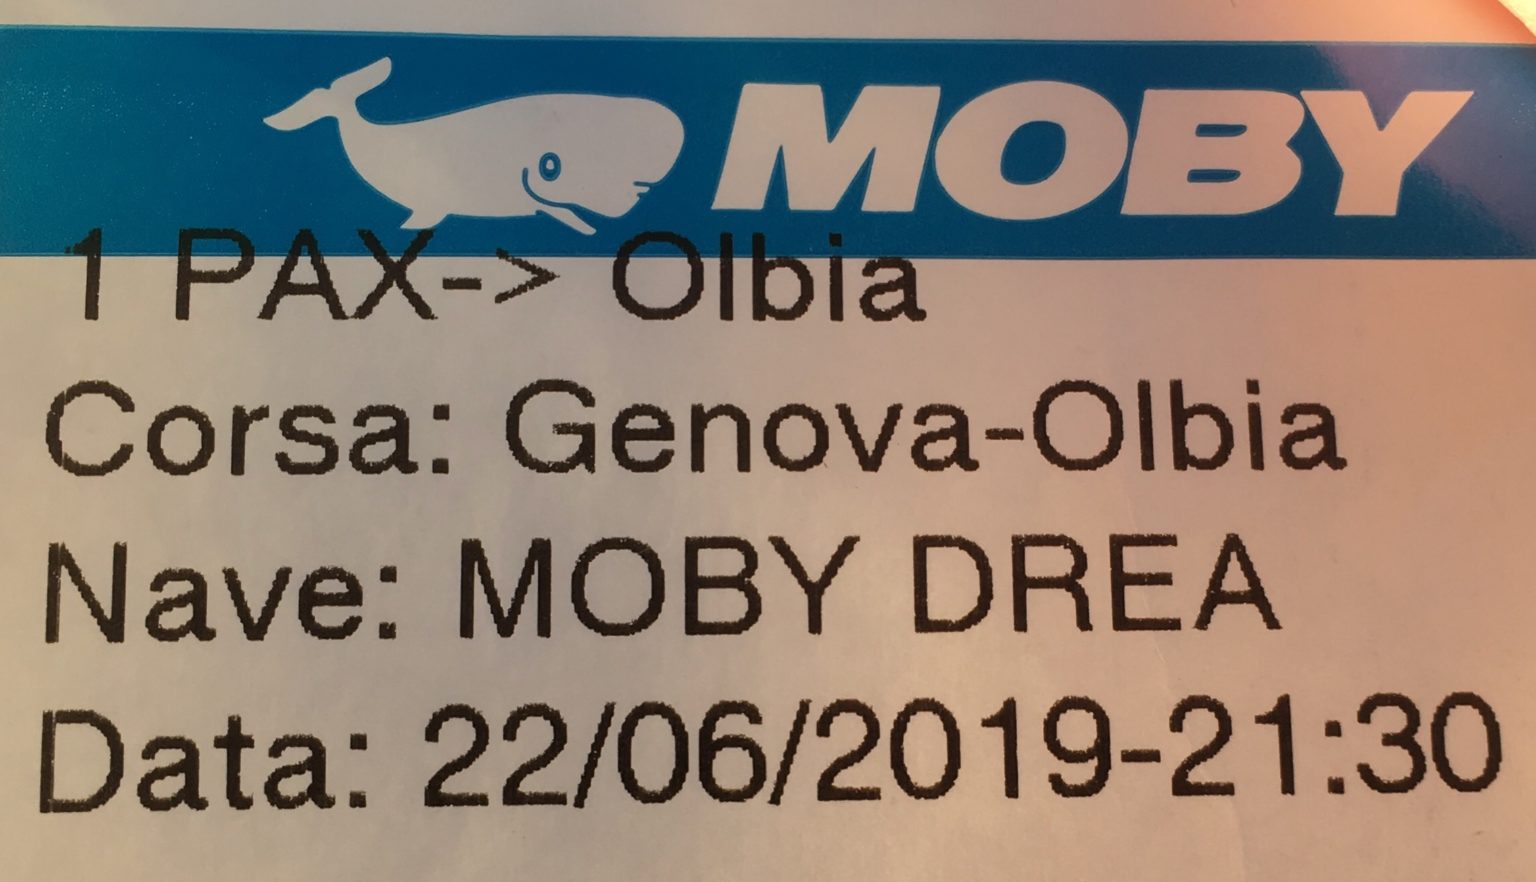 MOBY
1 PAX-> Olbia
Corsa: Genova-Olbia
Nave: MOBY DREA
Data: 22/06/2019-21:30